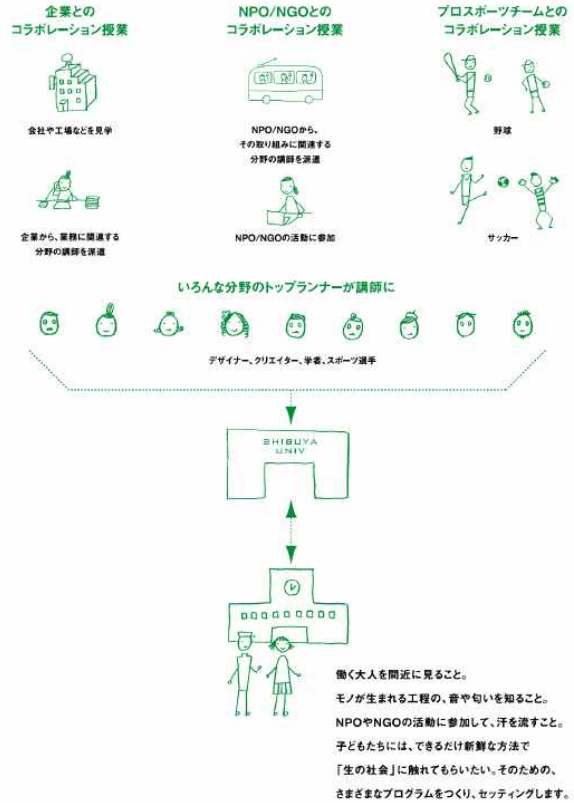 企業との
コラボレーション授業
NPO/NGOとの
コラボレーション授業
プロスポーツチームとの
コラボレーション授業
会社や工場などを見学
NPO/NGOから、
その取り組みに関連する
分野の講師を派遣
野球
企業から、業務に関連する
分野の講師を派遣
NPO/NGOの活動に参加
サッカー
いろんな分野のトップランナーが講師に
デザイナー、クリエイター、学者、スポーツ選手
SHIBUYA
UNIV
働く大人を間近に見ること。
モノが生まれる工程の、音や匂いを知ること。
NPOやNGOの活動に参加して、汗を流すこと。
子どもたちには、できるだけ新鮮な方法で
「生の社会」に触れてもらいたい。そのための、
さまざまなプログラムをつくり、セッティングします。